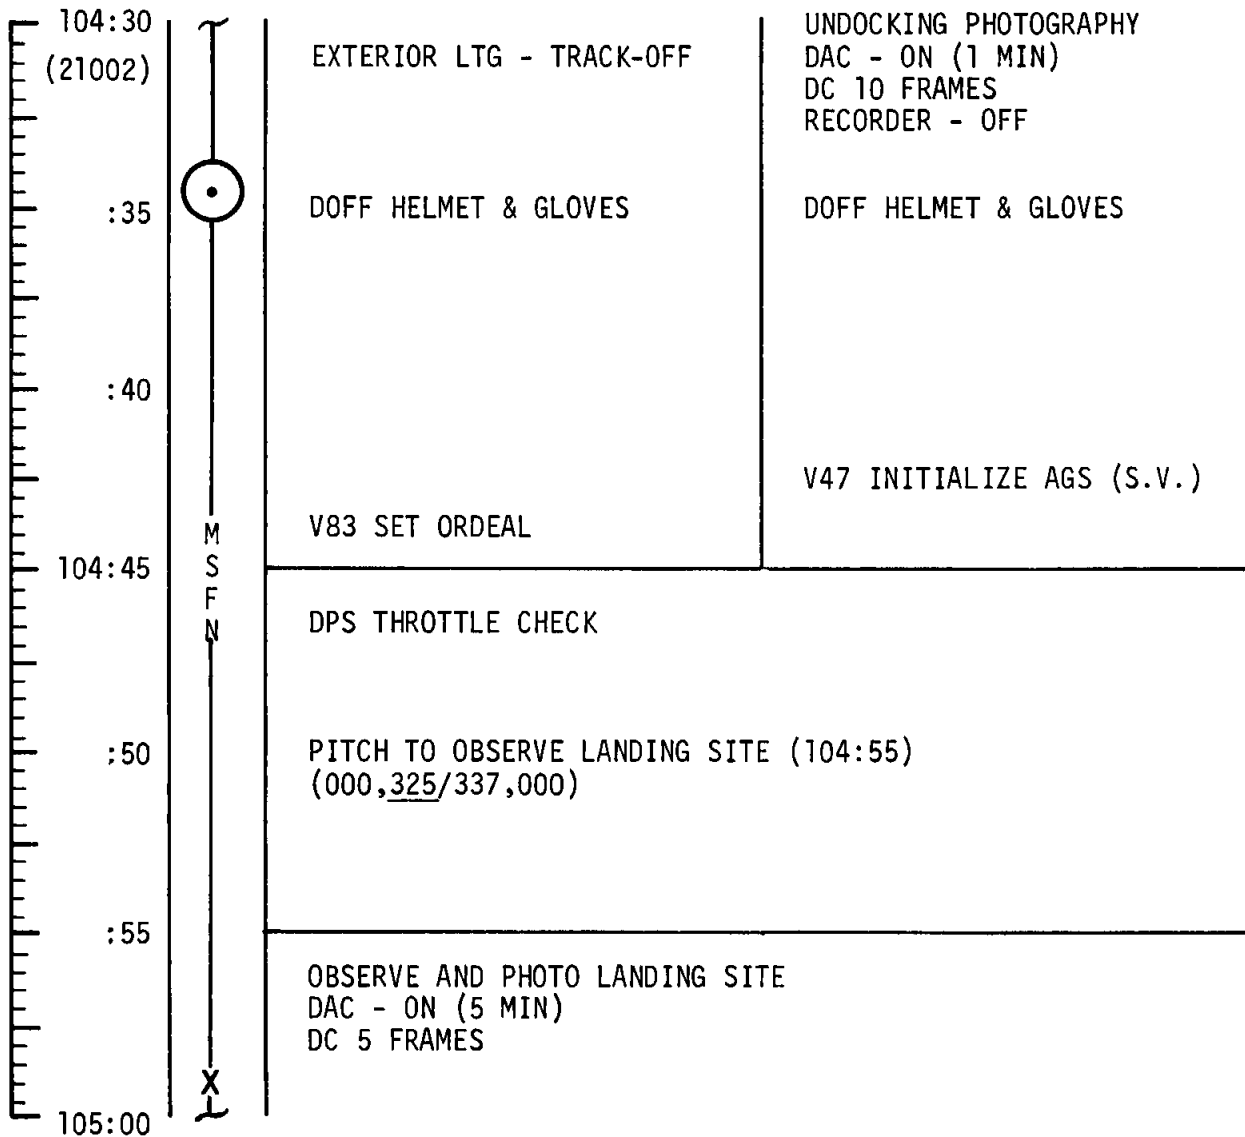 104:30
(21002)
:35
:40
104:45
:50
:55
105:00
M
S
F
N
X
EXTERIOR LTG - TRACK-OFF
DOFF HELMET & GLOVES
V83 SET ORDEAL
UNDOCKING PHOTOGRAPHY
DAC - ON (1 MIN)
DC 10 FRAMES
RECORDER - OFF
DOFF HELMET & GLOVES
V47 INITIALIZE AGS (S.V.)
DPS THROTTLE CHECK
PITCH TO OBSERVE LANDING SITE (104:55)
(000,325/337,000)
OBSERVE AND PHOTO LANDING SITE
DAC - ON (5 MIN)
DC 5 FRAMES